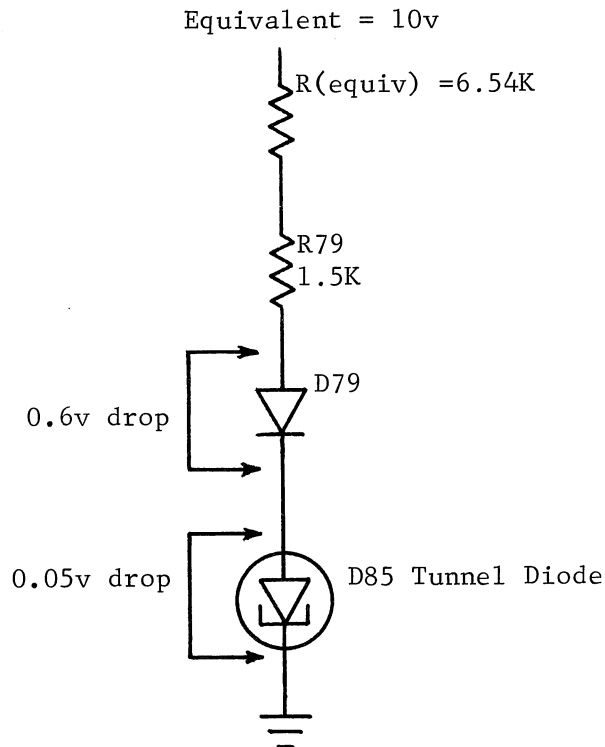 Equivalent = 10v
R(equiv) =6.54K
R79
1.5K
D79
0.6v drop
0.05v drop
D85 Tunnel Diode